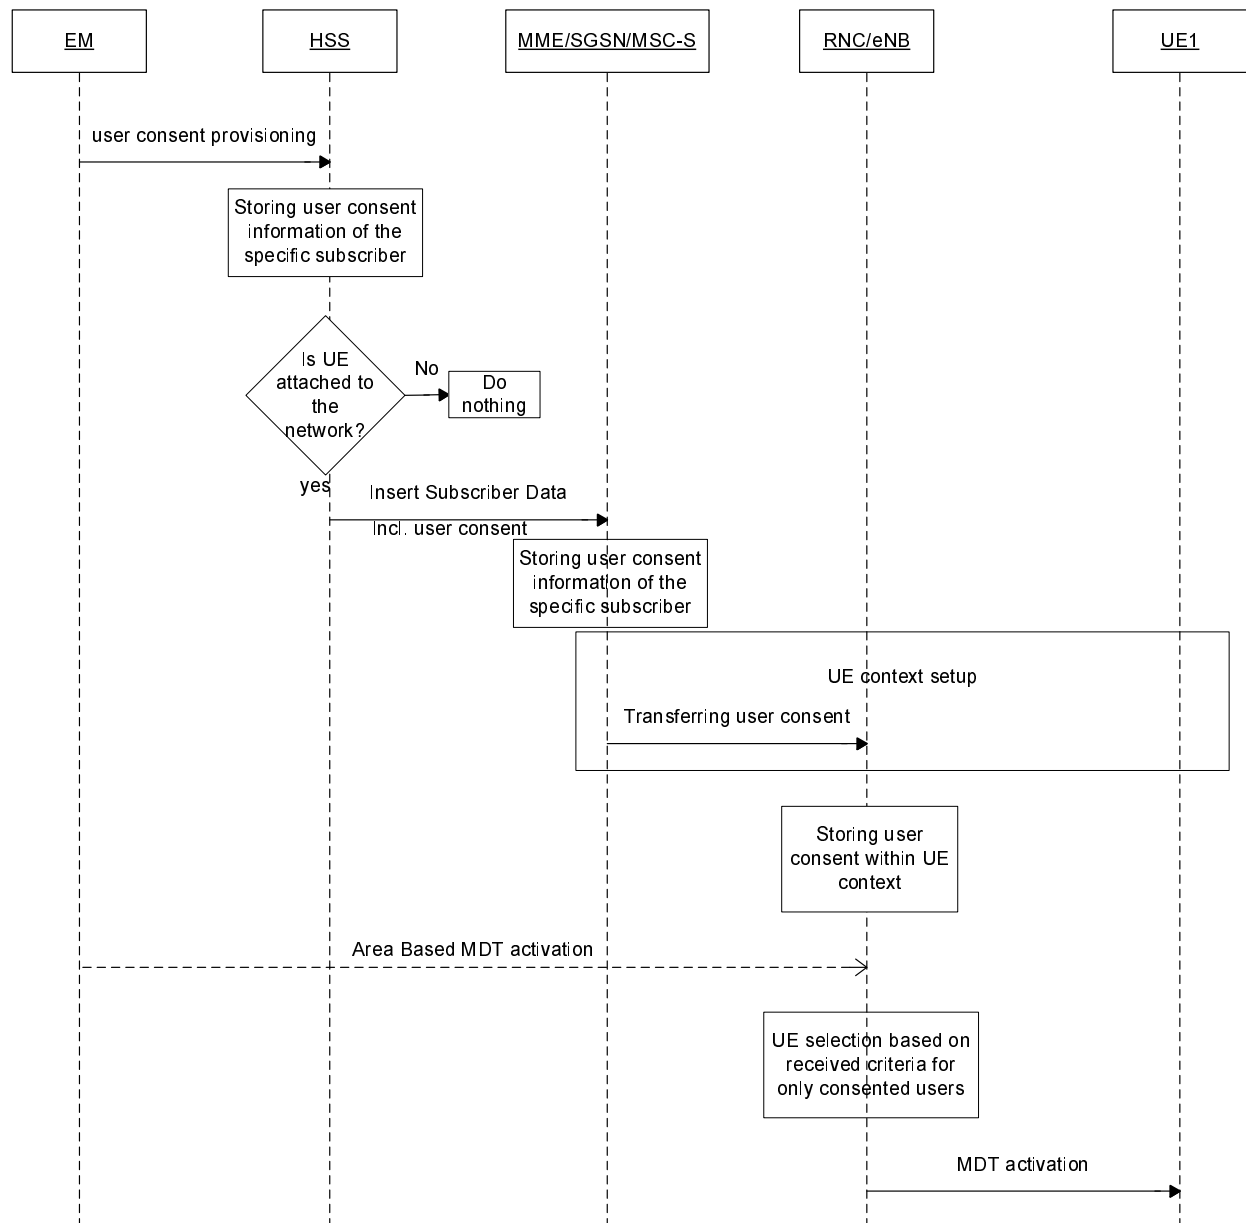 EM
HSS
MME/SGSN/MSC-S
RNC/eNB
UE1
user consent provisioning
Storing user consent
information of the
specific subscriber
Is UE
attached to
the
network?
No
Do
nothing
yes
Insert Subscriber Data
Incl. user consent
Storing user consent
information of the
specific subscriber
UE context setup
Transferring user consent
Storing user
consent within UE
context
Area Based MDT activation
UE selection based on
received criteria for
only consented users
MDT activation